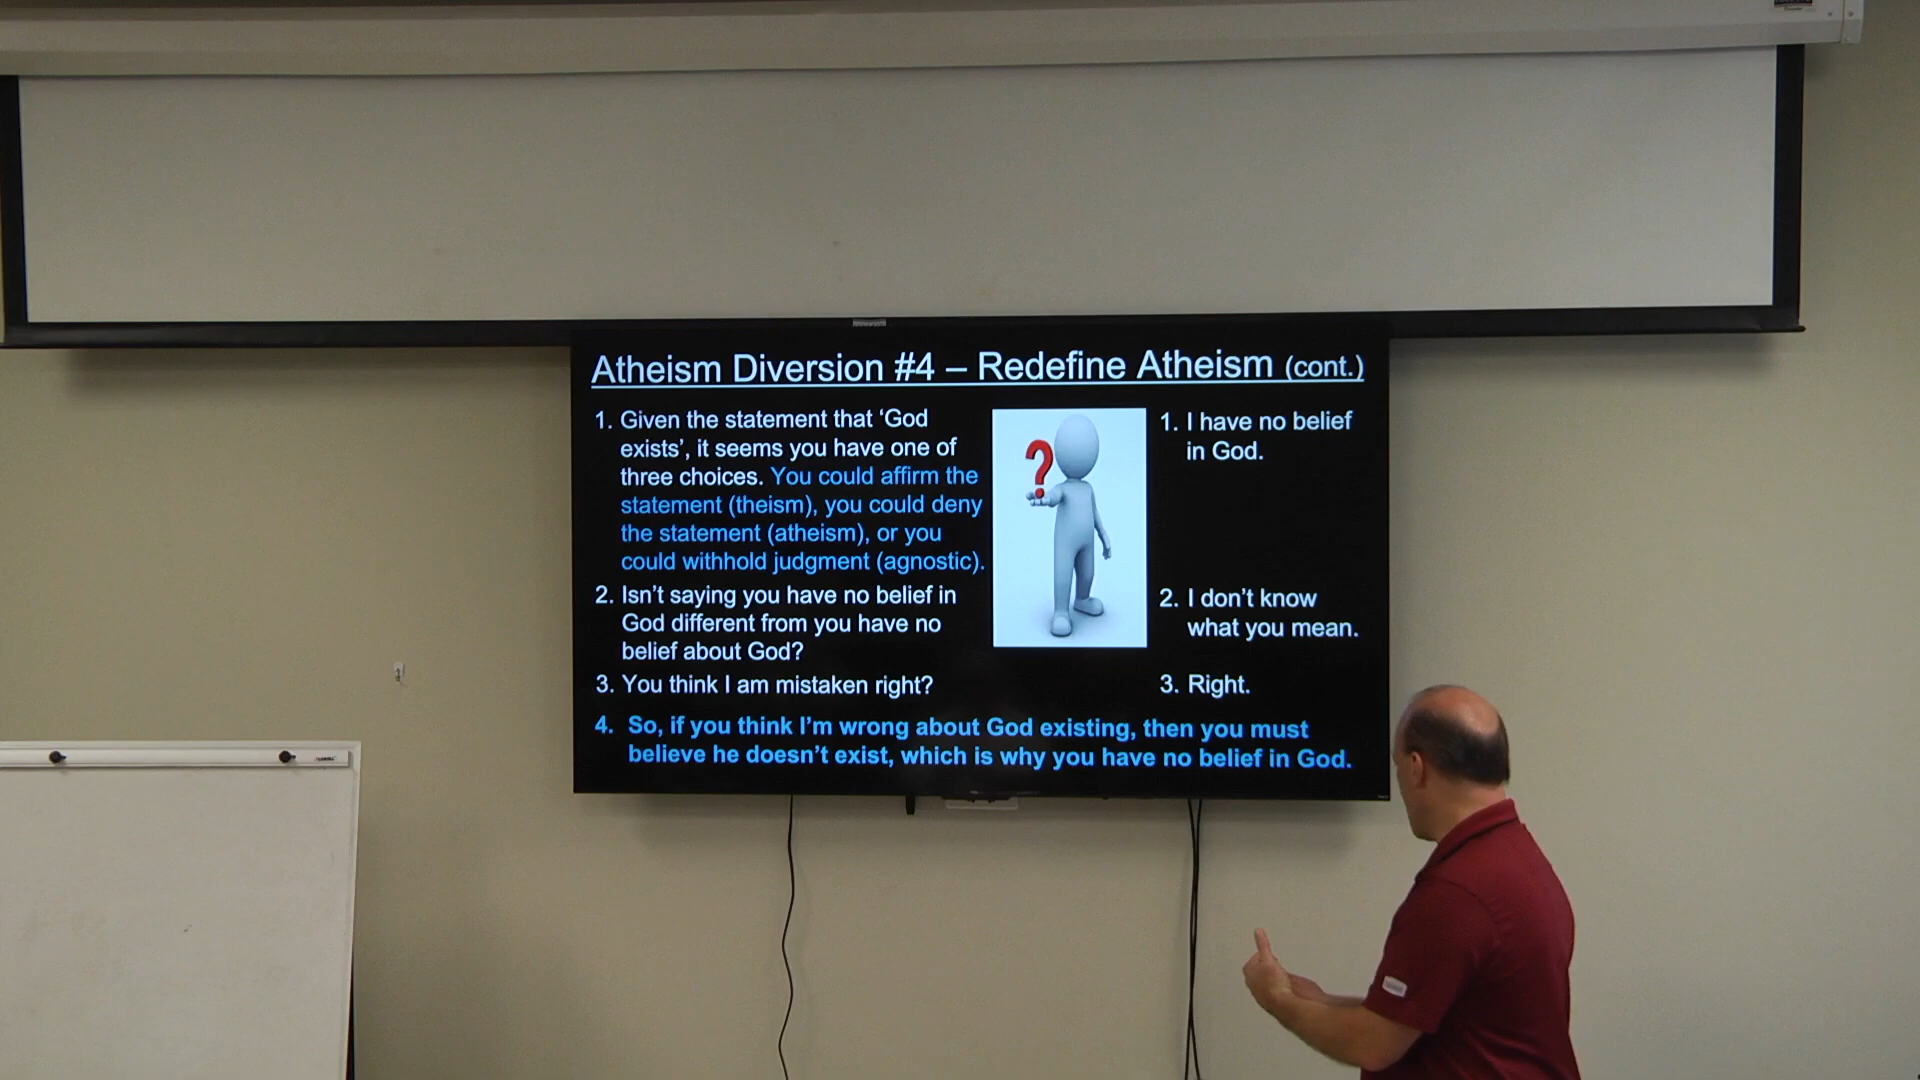 Atheism Diversion #4 – Redefine Atheism (cont.)
1. Given the statement that ‘God
exists’, it seems you have one of
three choices. You could affirm the
statement (theism), you could deny
the statement (atheism), or you
could withhold judgment (agnostic).
2. Isn’t saying you have no belief in
God different from you have no
belief about God?
3. You think I am mistaken right?
?
1. I have no belief
in God.
2. I don’t know
what you mean.
3. Right.
4. So, if you think I’m wrong about God existing, then you must
believe he doesn’t exist, which is why you have no belief in God.